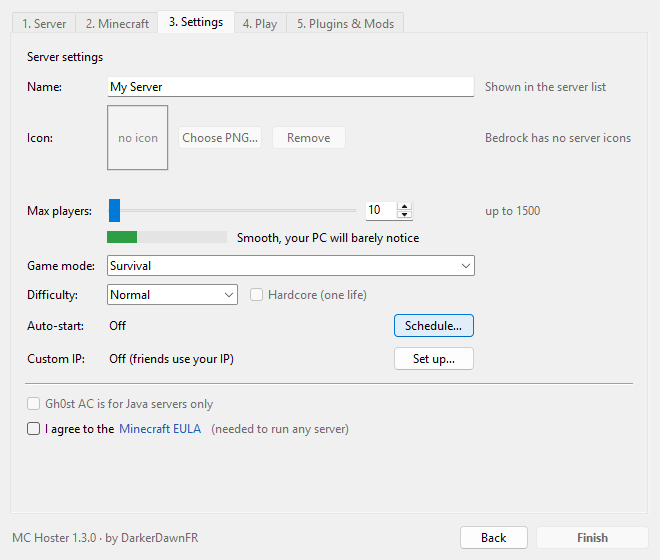 1. Server 2. Minecraft 3. Settings 4. Play 5. Plugins & Mods
Server settings
Name: My Server Shown in the server list
Icon: no icon Choose PNG... Remove Bedrock has no server icons
Max players: 10 up to 1500
Smooth, your PC will barely notice
Game mode: Survival
Difficulty: Normal Hardcore (one life)
Auto-start: Off Schedule...
Custom IP: Off (friends use your IP) Set up...
Gh0st AC is for Java servers only
I agree to the Minecraft EULA (needed to run any server)
MC Hoster 1.3.0 · by DarkerDawnFR Back Finish